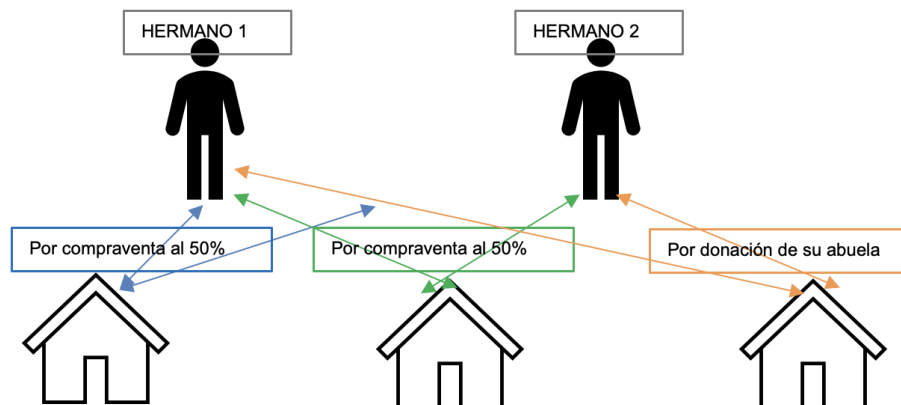 HERMANO 1
HERMANO 2
Por compraventa al 50%
Por compraventa al 50%
Por donación de su abuela